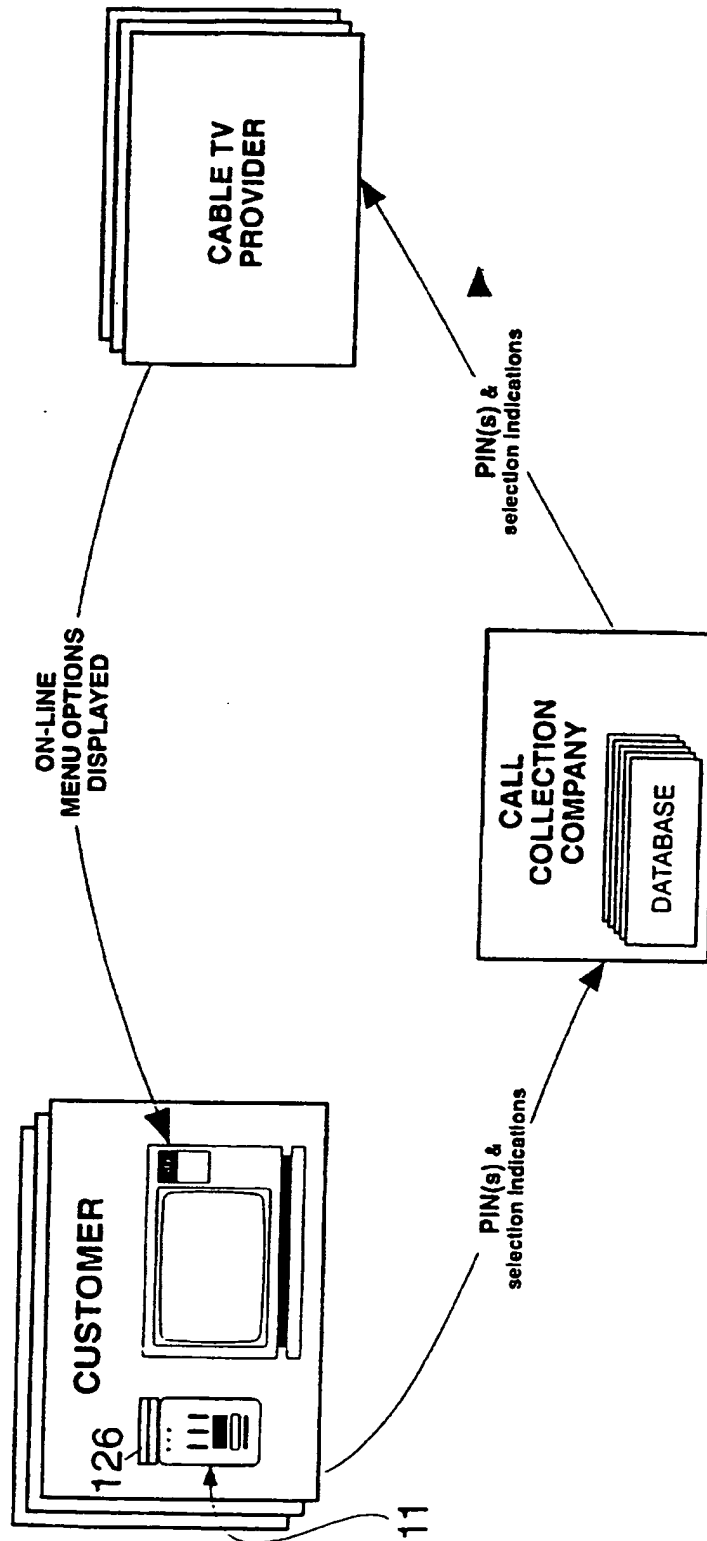 CUSTOMER
126
11
ON-LINE
MENU OPTIONS
DISPLAYED
CABLE TV
PROVIDER
PIN(s) &
selection indications
CALL
COLLECTION
COMPANY
DATABASE
PIN(s) &
selection indications